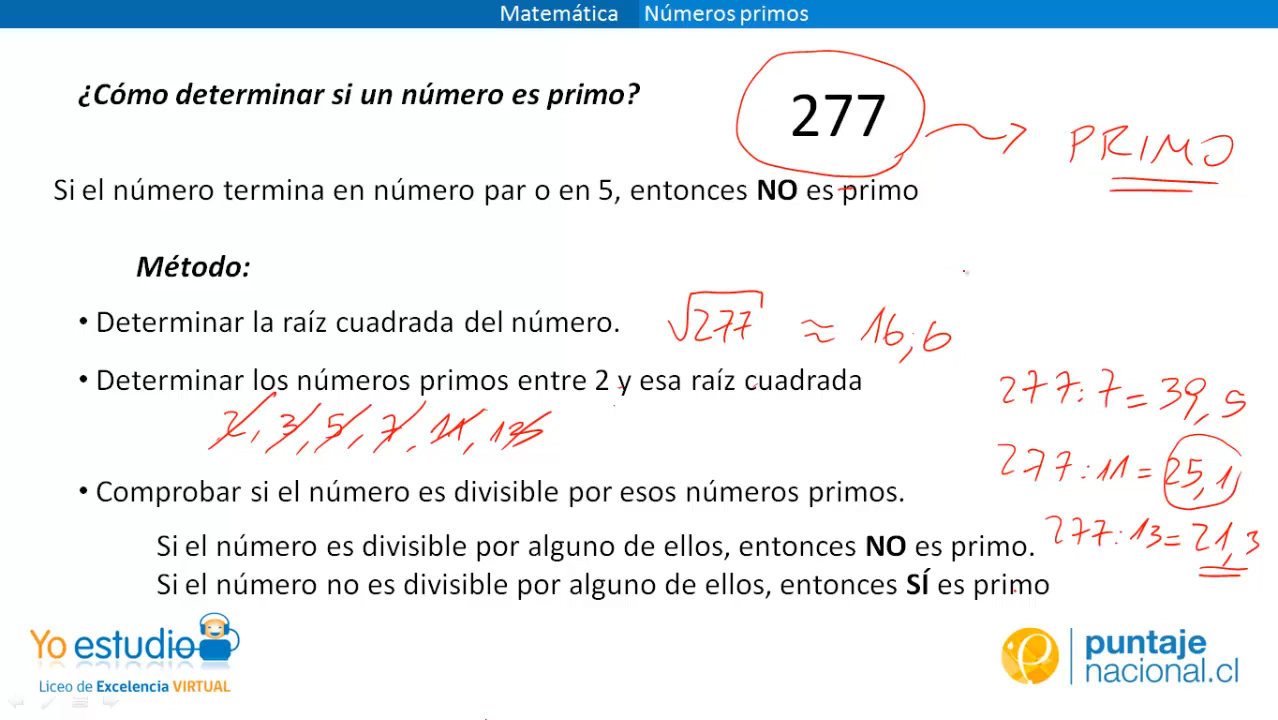 Matemática Números primos
¿Cómo determinar si un número es primo?
277
PRIMO
Si el número termina en número par o en 5, entonces NO es primo
Método:
• Determinar la raíz cuadrada del número.
√277 ≈ 16,6
• Determinar los números primos entre 2 y esa raíz cuadrada
277:7=39,5
2, 3, 5, 7, 11, 13
277:11=25,1
• Comprobar si el número es divisible por esos números primos.
277:13=21,3
Si el número es divisible por alguno de ellos, entonces NO es primo.
Si el número no es divisible por alguno de ellos, entonces SÍ es primo
Yo estudio
Liceo de Excelencia VIRTUAL
puntaje
nacional.cl